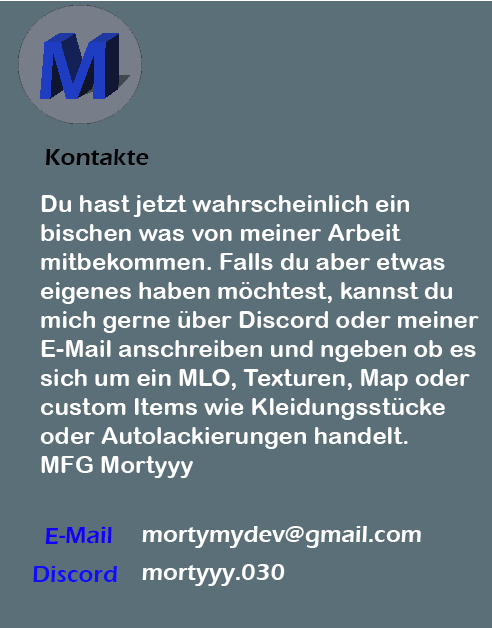 M
Kontakte
Du hast jetzt wahrscheinlich ein
bischen was von meiner Arbeit
mitbekommen. Falls du aber etwas
eigenes haben möchtest, kannst du
mich gerne über Discord oder meiner
E-Mail anschreiben und ngeben ob es
sich um ein MLO, Texturen, Map oder
custom Items wie Kleidungsstücke
oder Autolackierungen handelt.
MFG Mortyyy
E-Mail mortymydev@gmail.com
Discord mortyyy.030